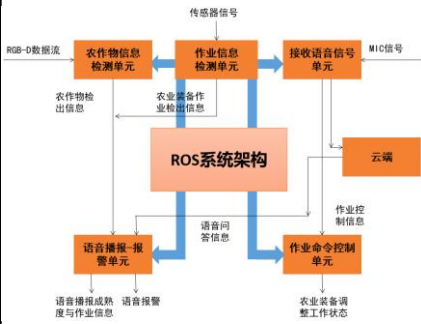 传感器信号
RGB-D数据流
农作物信息
检测单元
作业信息
检测单元
接收语音信号
单元
MIC信号
农作物检
出信息
农业装备作
业检出信息
ROS系统架构
云端
语音问
答信息
作业控
制信息
语音播报-报
警单元
作业命令控制
单元
语音播报成熟
度与作业信息
语音报警
农业装备调
整工作状态